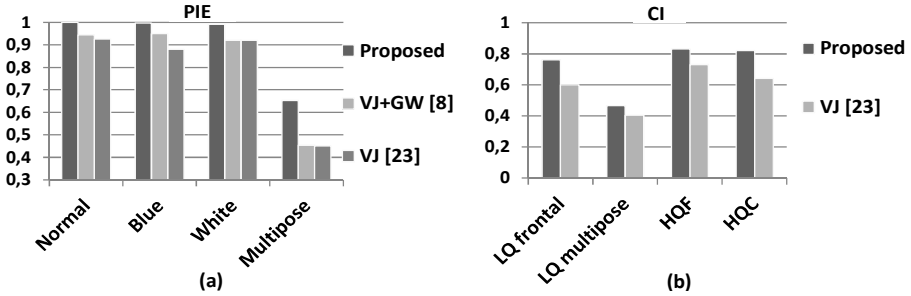 PIE
1
0,9
0,8
0,7
0,6
0,5
0,4
0,3
Normal
Blue
White
Multipose
Proposed
VJ+GW [8]
VJ [23]
(a)
CI
1
0,8
0,6
0,4
0,2
0
LQ frontal
LQ multipose
HQF
HQC
Proposed
VJ [23]
(b)